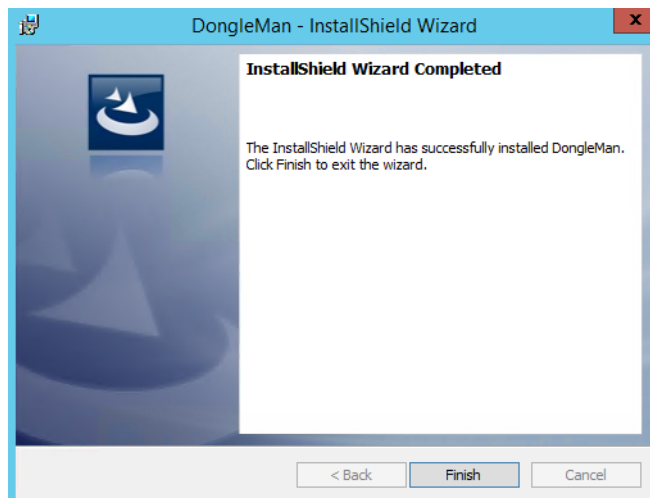 DongleMan - InstallShield Wizard
x
InstallShield Wizard Completed
The InstallShield Wizard has successfully installed DongleMan.
Click Finish to exit the wizard.
< Back
Finish
Cancel